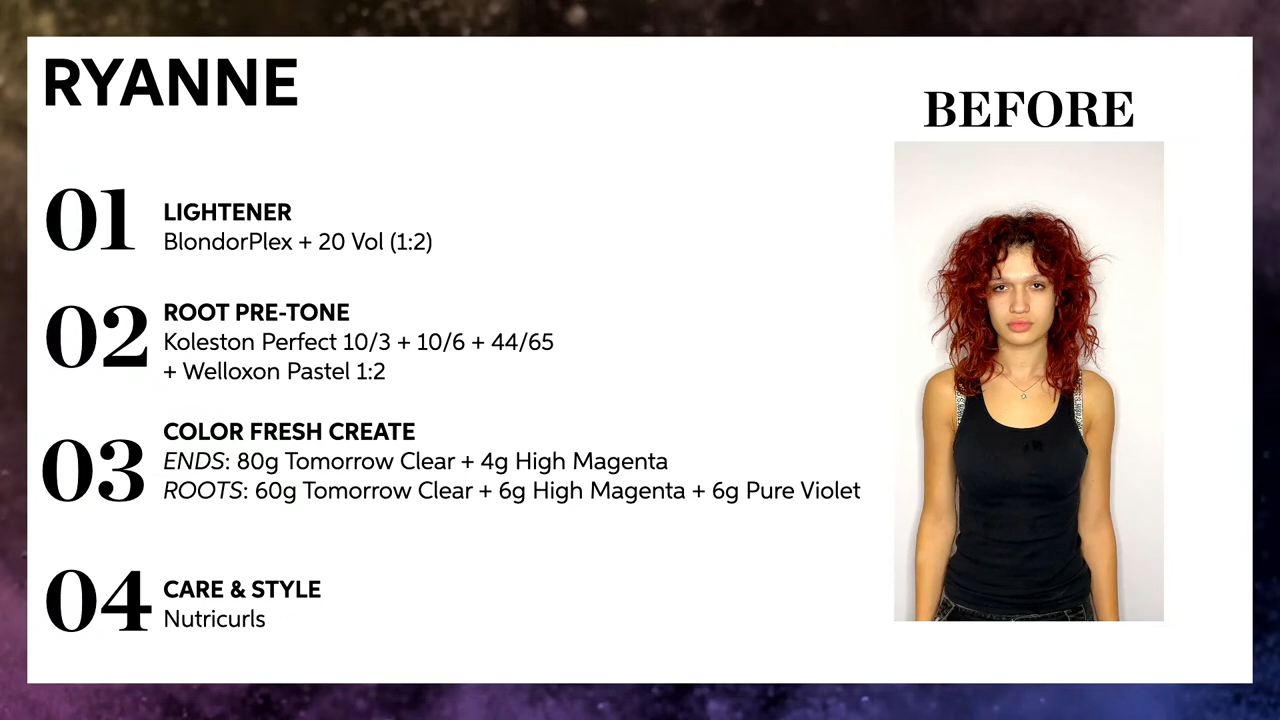 RYANNE
BEFORE
01
LIGHTENER
BlondorPlex + 20 Vol (1:2)
02
ROOT PRE-TONE
Koleston Perfect 10/3 + 10/6 + 44/65
+ Welloxon Pastel 1:2
03
COLOR FRESH CREATE
ENDS: 80g Tomorrow Clear + 4g High Magenta
ROOTS: 60g Tomorrow Clear + 6g High Magenta + 6g Pure Violet
04
CARE & STYLE
Nutricurls